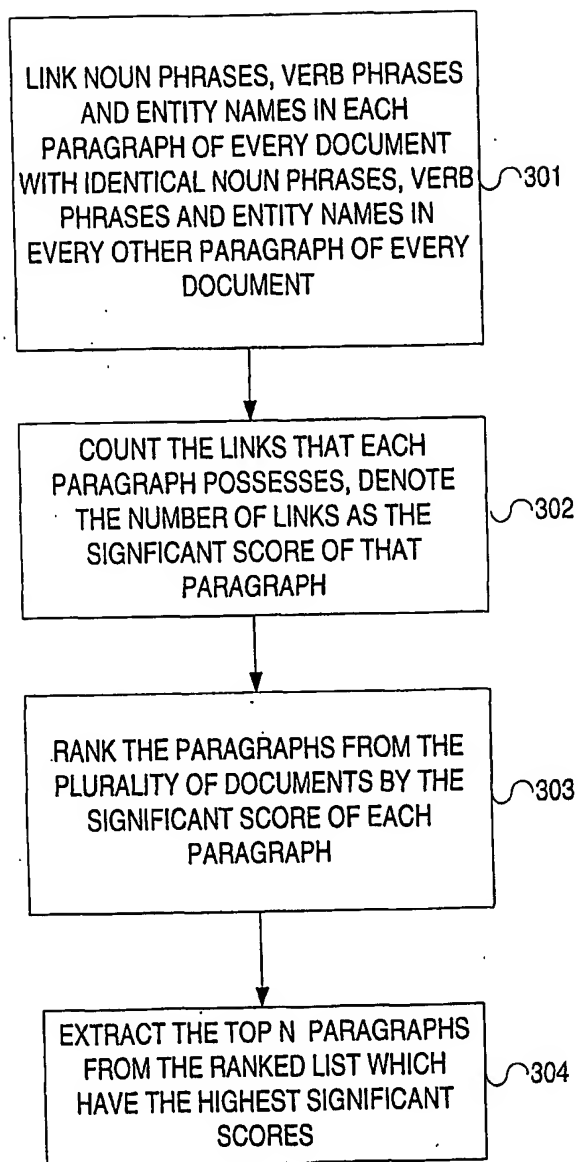 LINK NOUN PHRASES, VERB PHRASES
AND ENTITY NAMES IN EACH
PARAGRAPH OF EVERY DOCUMENT
WITH IDENTICAL NOUN PHRASES, VERB
PHRASES AND ENTITY NAMES IN
EVERY OTHER PARAGRAPH OF EVERY
DOCUMENT
301
COUNT THE LINKS THAT EACH
PARAGRAPH POSSESSES, DENOTE
THE NUMBER OF LINKS AS THE
SIGNFICANT SCORE OF THAT
PARAGRAPH
302
RANK THE PARAGRAPHS FROM THE
PLURALITY OF DOCUMENTS BY THE
SIGNIFICANT SCORE OF EACH
PARAGRAPH
303
EXTRACT THE TOP N PARAGRAPHS
FROM THE RANKED LIST WHICH
HAVE THE HIGHEST SIGNIFICANT
SCORES
304